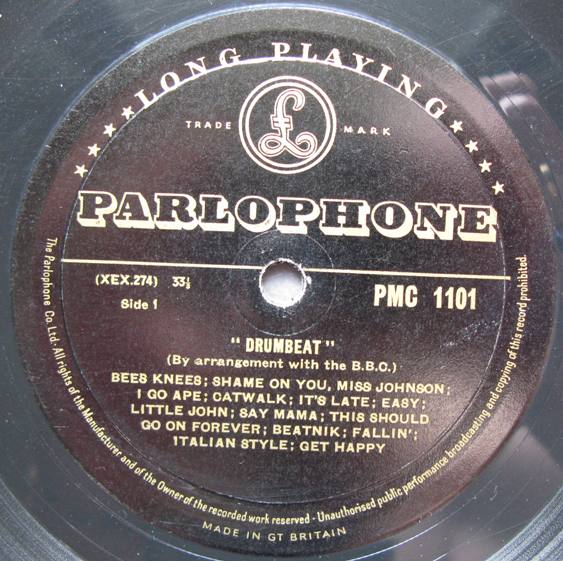 LONG PLAYING
TRADE £ MARK
PARLOPHONE
(XEX.274) 33⅓
PMC 1101
Side 1
"DRUMBEAT"
(By arrangement with the B.B.C.)
BEES KNEES; SHAME ON YOU, MISS JOHNSON;
I GO APE; CATWALK; IT'S LATE; EASY;
LITTLE JOHN; SAY MAMA; THIS SHOULD
GO ON FOREVER; BEATNIK; FALLIN';
ITALIAN STYLE; GET HAPPY
The Parlophone Co. Ltd. All rights of the Manufacturer and of the Owner of the recorded work reserved - Unauthorised public performance broadcasting and copying of this record prohibited.
MADE IN GT BRITAIN